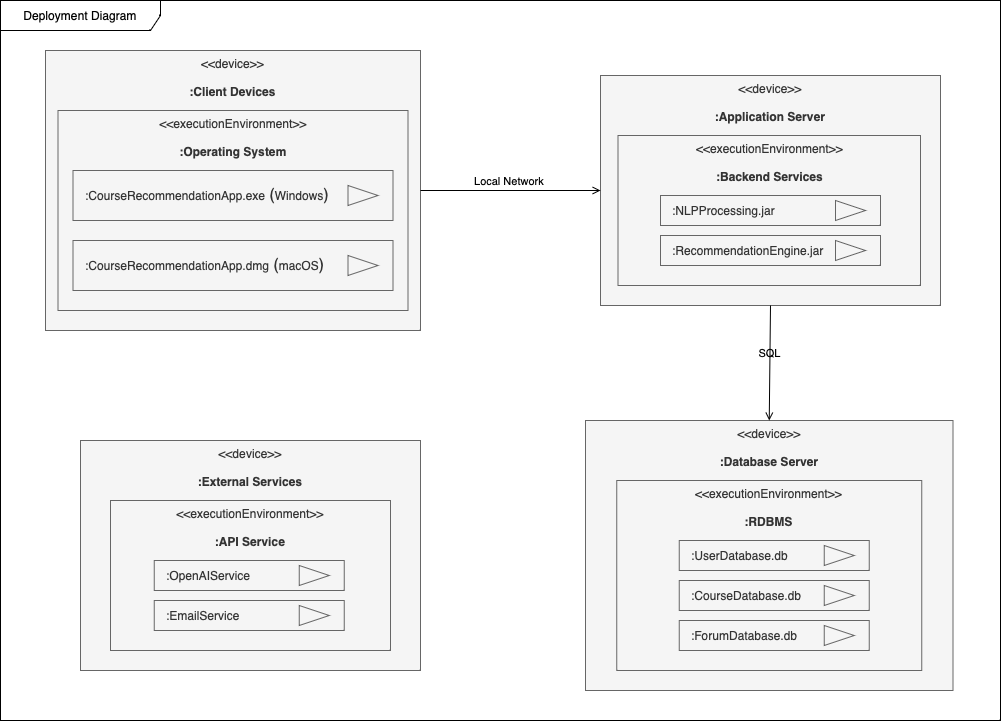 Deployment Diagram
<<device>>
:Client Devices
<<executionEnvironment>>
:Operating System
:CourseRecommendationApp.exe (Windows)
:CourseRecommendationApp.dmg (macOS)
Local Network
<<device>>
:Application Server
<<executionEnvironment>>
:Backend Services
:NLPProcessing.jar
:RecommendationEngine.jar
SQL
<<device>>
:External Services
<<executionEnvironment>>
:API Service
:OpenAIService
:EmailService
<<device>>
:Database Server
<<executionEnvironment>>
:RDBMS
:UserDatabase.db
:CourseDatabase.db
:ForumDatabase.db